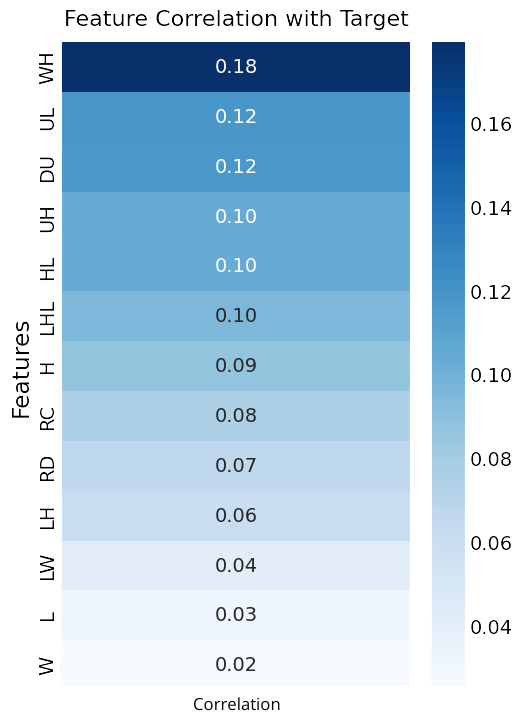 Feature Correlation with Target
Features
WH 0.18
UL 0.12
DU 0.12
UH 0.10
HL 0.10
LHL 0.10
H 0.09
RC 0.08
RD 0.07
LH 0.06
LW 0.04
L 0.03
W 0.02
Correlation
0.16
0.14
0.12
0.10
0.08
0.06
0.04